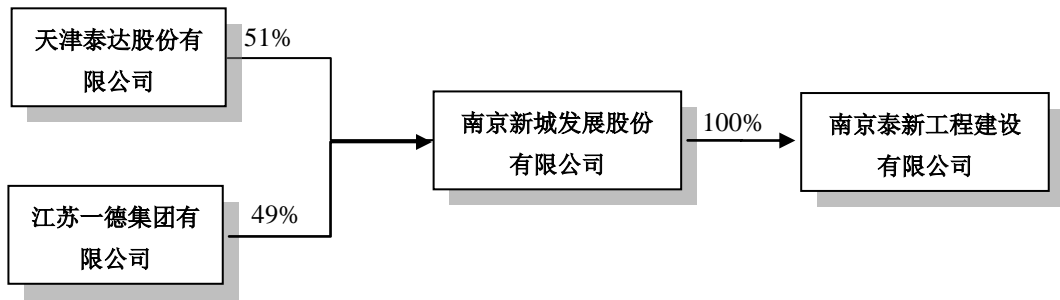 天津泰达股份有
限公司
51%
江苏一德集团有
限公司
49%
南京新城发展股份
有限公司
100%
南京泰新工程建设
有限公司